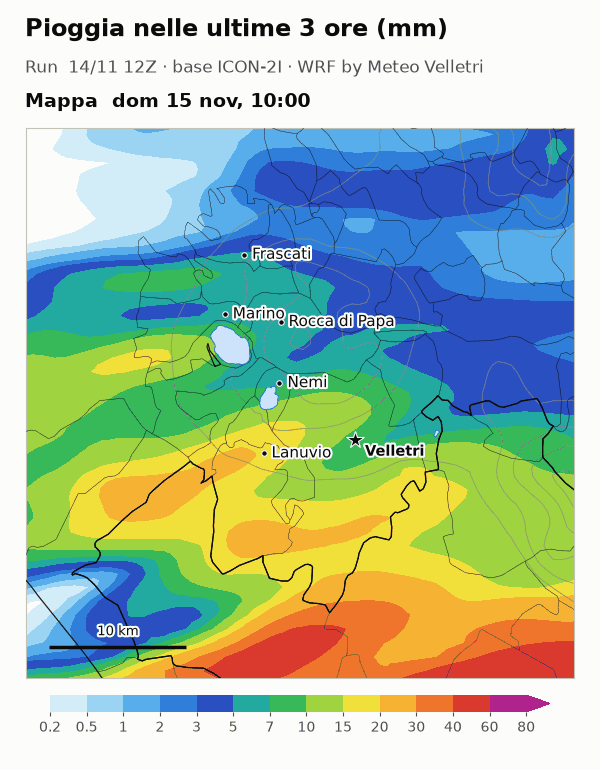 Pioggia nelle ultime 3 ore (mm)
Run  14/11 12Z · base ICON-2I · WRF by Meteo Velletri
Mappa  dom 15 nov, 10:00
Frascati
Marino
Rocca di Papa
Nemi
Velletri
Lanuvio
10 km
0.2 0.5 1 2 3 5 7 10 15 20 30 40 60 80